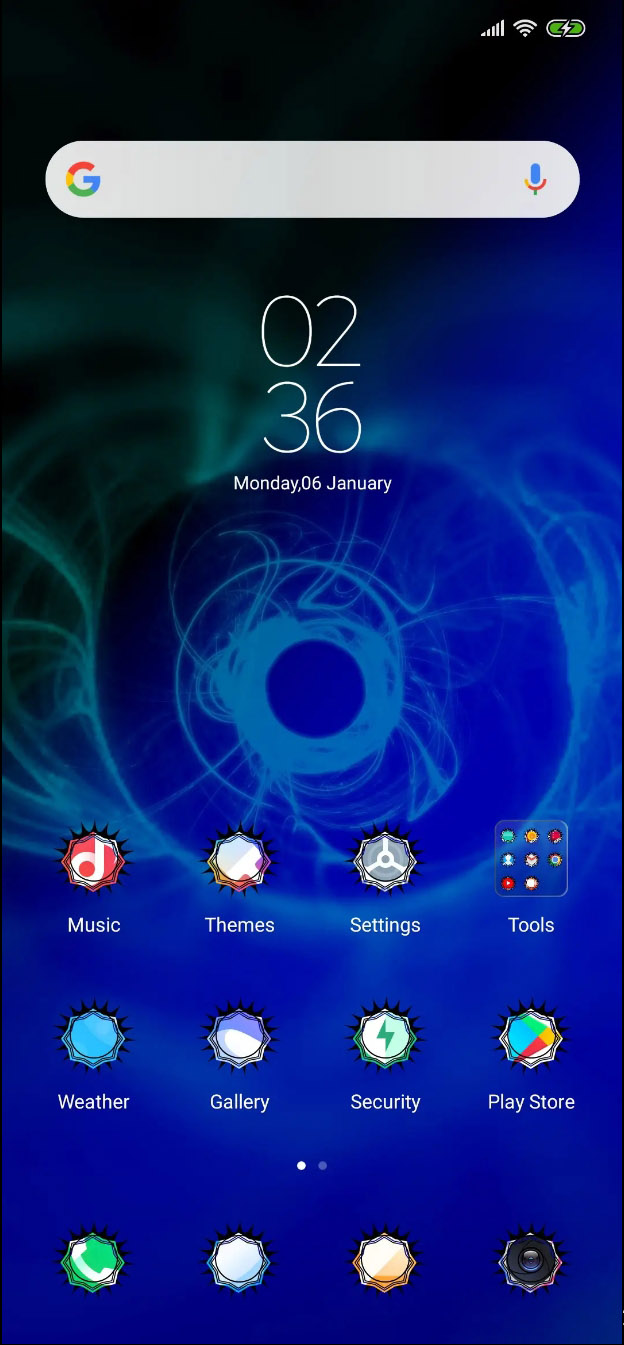 02
36
Monday,06 January
Music
Themes
Settings
Tools
Weather
Gallery
Security
Play Store